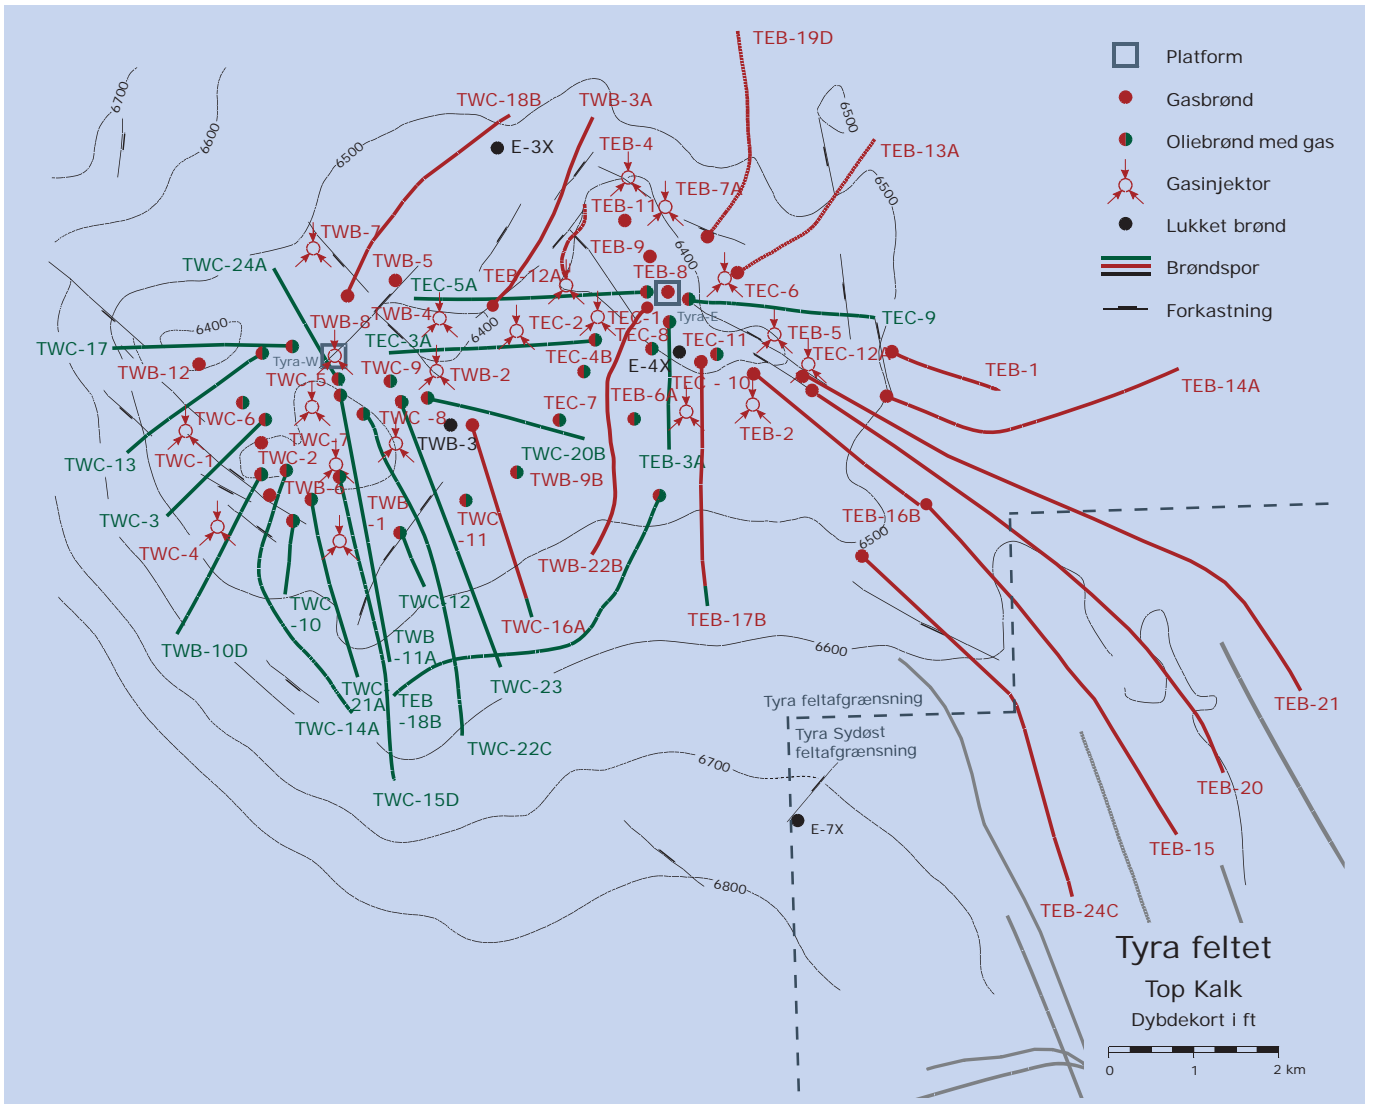 TEB-19D
Platform
6700
TWC-18B
TWB-3A
Gasbrønd
6500
6600
E-3X
TEB-4
TEB-13A
Oliebrønd med gas
6500
TEB-7A
6500
Gasinjektor
TEB-11
TWB-7
Lukket brønd
TEB-9
6400
TWC-24A
TWB-5
TEB-12A
TEB-8
Brøndspor
TEC-5A
TEC-6
TWB-4
Tyra-E
TEC-9
Forkastning
6400
TWB-8
6400
TEC-2
TEC-1
TEC-8
TEB-5
TWC-17
TEC-3A
TEC-11
TEC-12A
Tyra-W
TWC-9
TEC-4B
E-4X
TEB-1
TWB-12
TWC-5
TWB-2
TEC - 10
TEB-14A
TEB-6A
TEC-7
TWC-6
TWC-8
TWC-7
TWB-3
TEB-2
TWC-13
TWC-1
TWC-2
TWC-20B
TEB-3A
TWB-6
TWB-9B
TWC-3
TWB
-1
TWC
-11
TEB-16B
6500
TWC-4
TWB-22B
TWC
-10
TWC-12
TWC-16A
TEB-17B
TWB-10D
TWB
-11A
6600
TWC-
21A
TEB
-18B
TWC-23
TWC-14A
Tyra feltafgrænsning
TEB-21
Tyra Sydøst
feltafgrænsning
TWC-22C
6700
TEB-20
TWC-15D
E-7X
TEB-15
6800
TEB-24C
Tyra feltet
Top Kalk
Dybdekort i ft
0 1 2 km